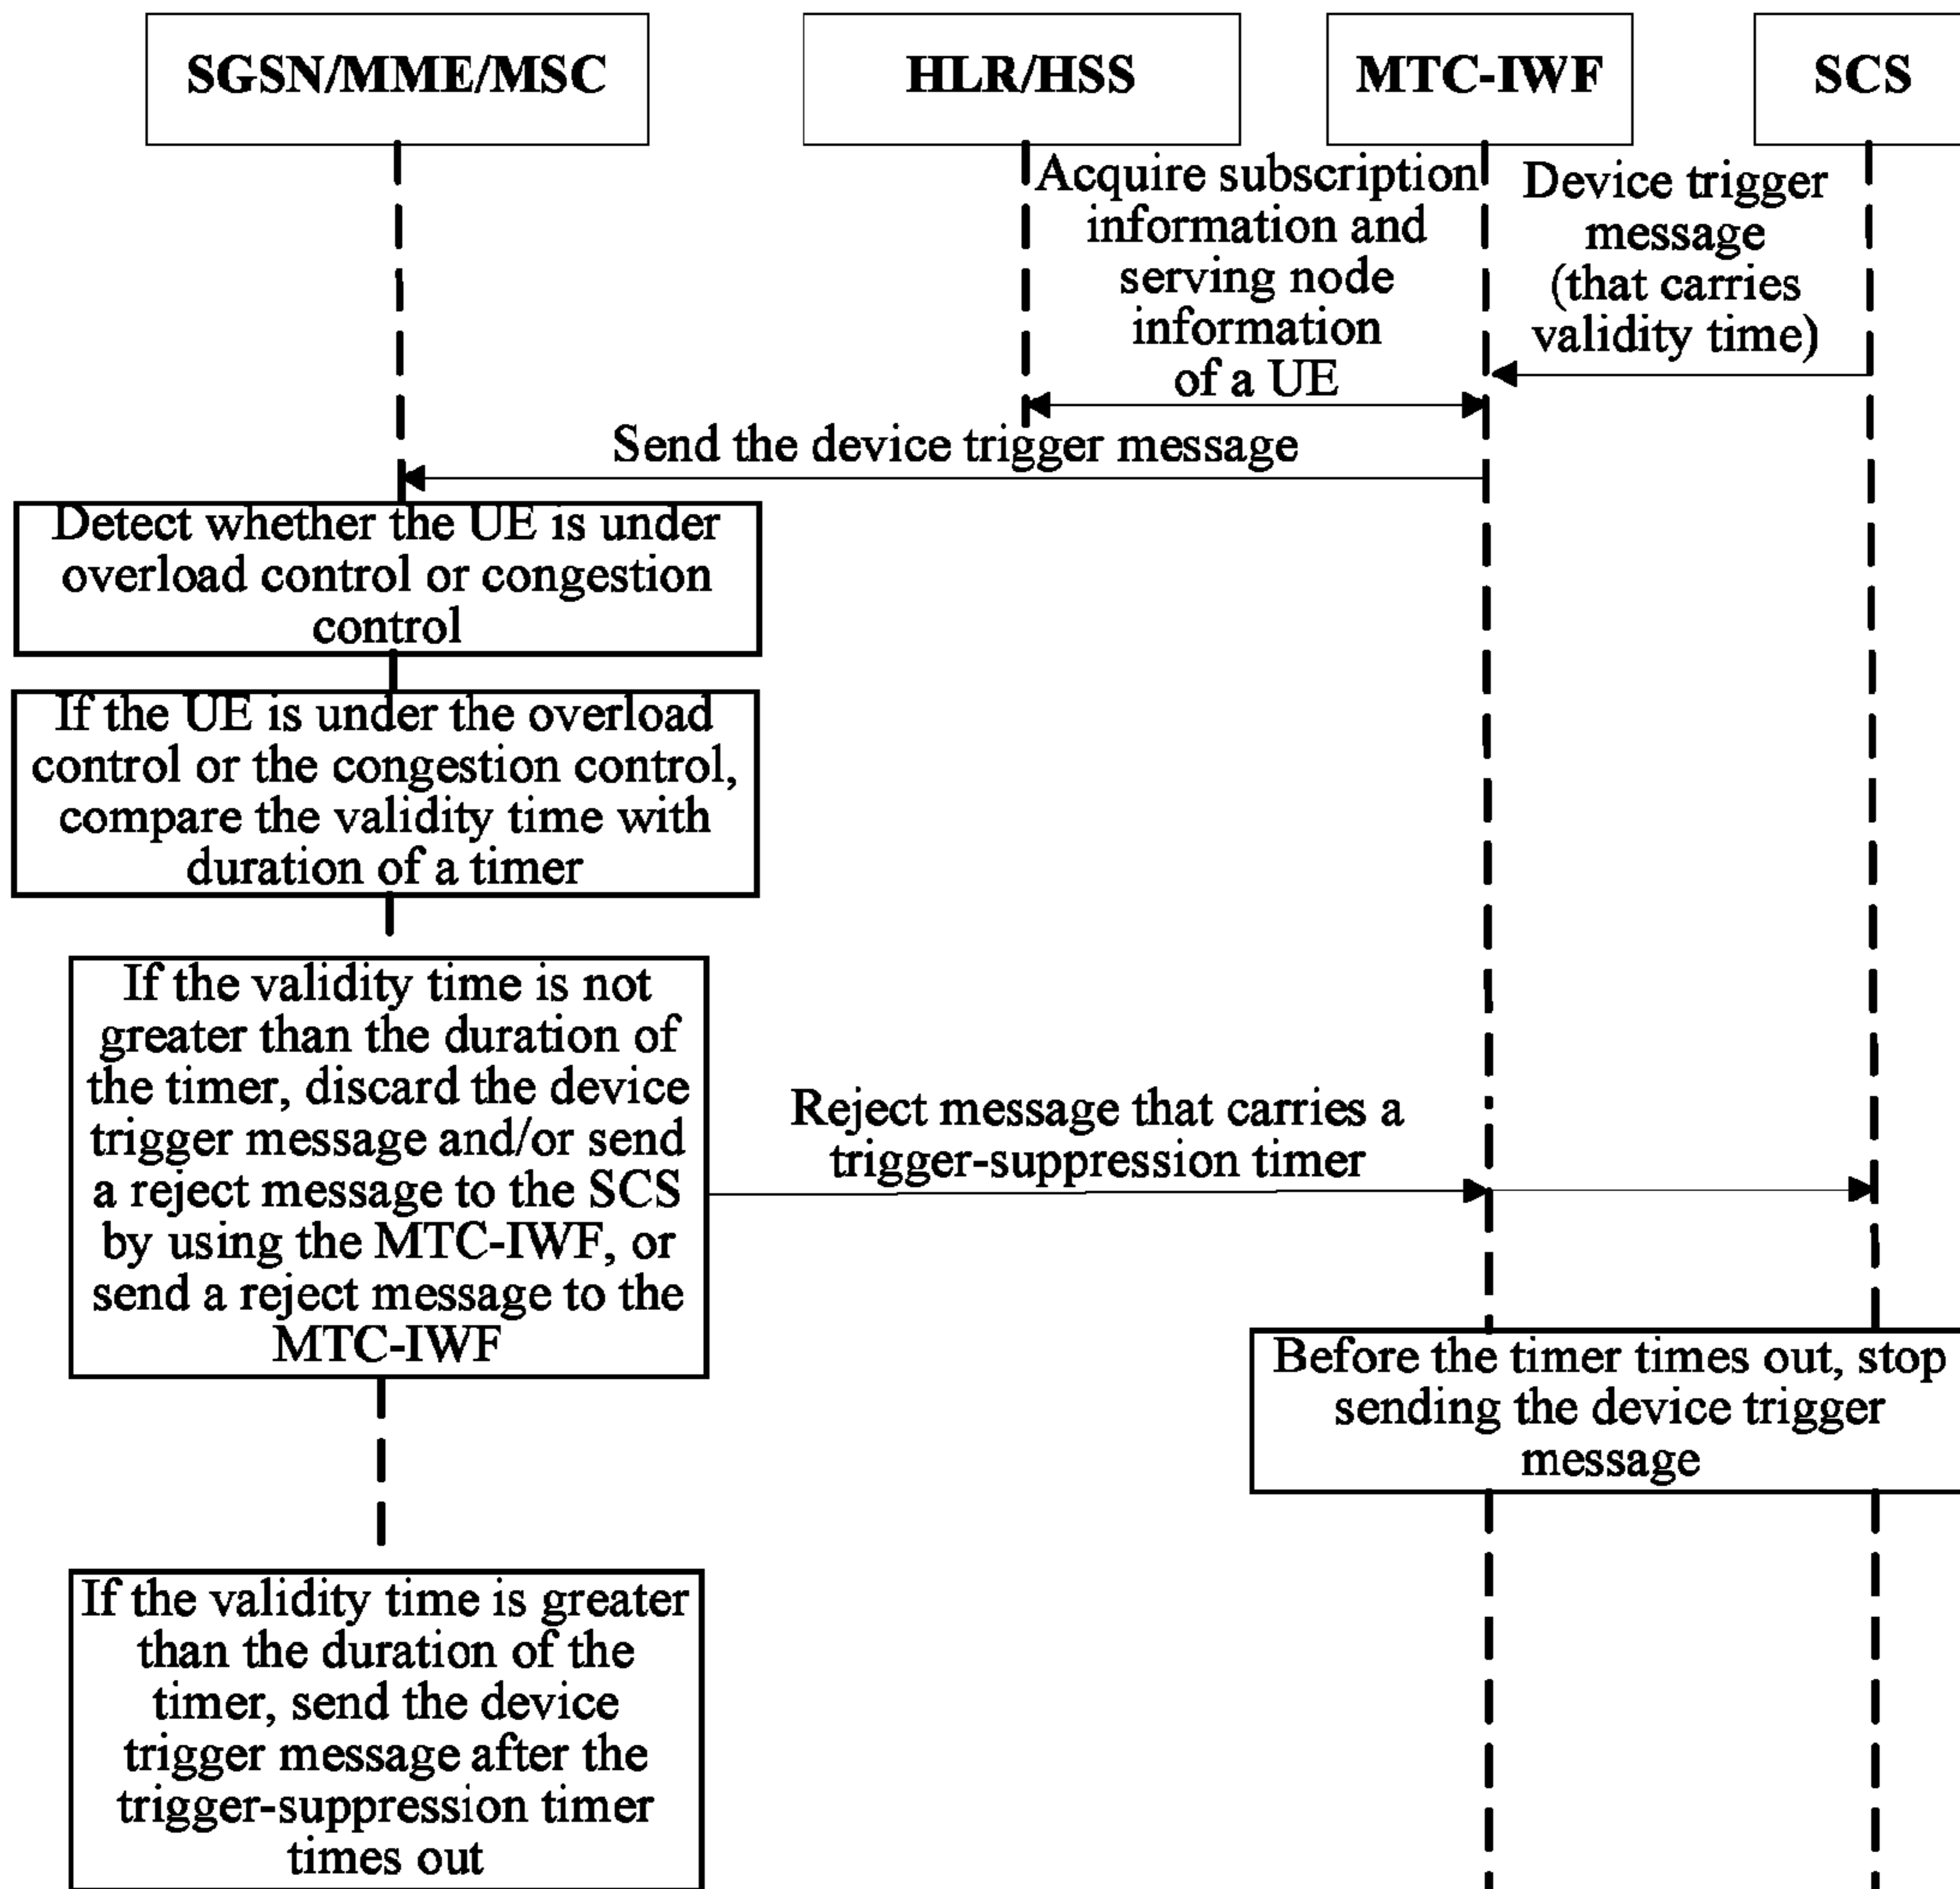 SGSN/MME/MSC
HLR/HSS
MTC-IWF
SCS
Device trigger
message
(that carries
validity time)
Acquire subscription
information and
serving node
information
of a UE
Send the device trigger message
Detect whether the UE is under
overload control or congestion
control
If the UE is under the overload
control or the congestion control,
compare the validity time with
duration of a timer
If the validity time is not
greater than the duration of
the timer, discard the device
trigger message and/or send
a reject message to the SCS
by using the MTC-IWF, or
send a reject message to the
MTC-IWF
Reject message that carries a
trigger-suppression timer
Before the timer times out, stop
sending the device trigger
message
If the validity time is greater
than the duration of the
timer, send the device
trigger message after the
trigger-suppression timer
times out